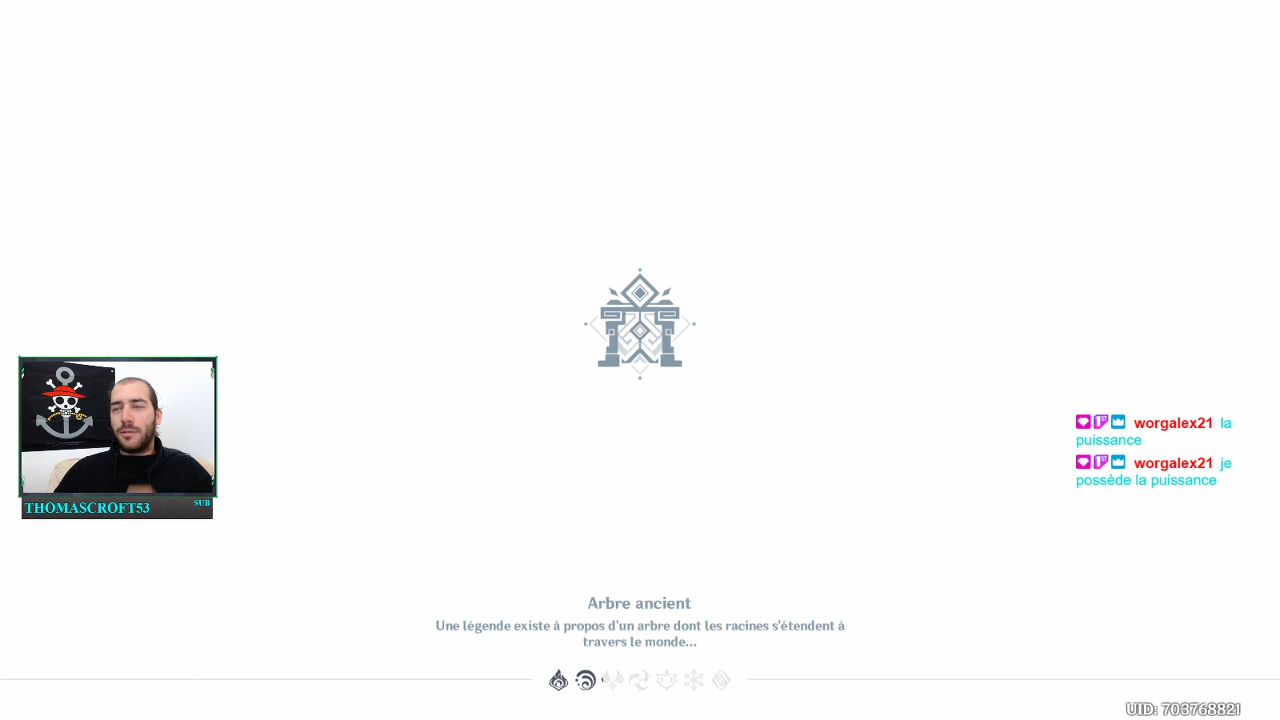 worgalex21 la
puissance
worgalex21 je
possède la puissance
THOMASCROFT53
SUB
Arbre ancient
Une légende existe à propos d'un arbre dont les racines s'étendent à
travers le monde...
UID: 703768821